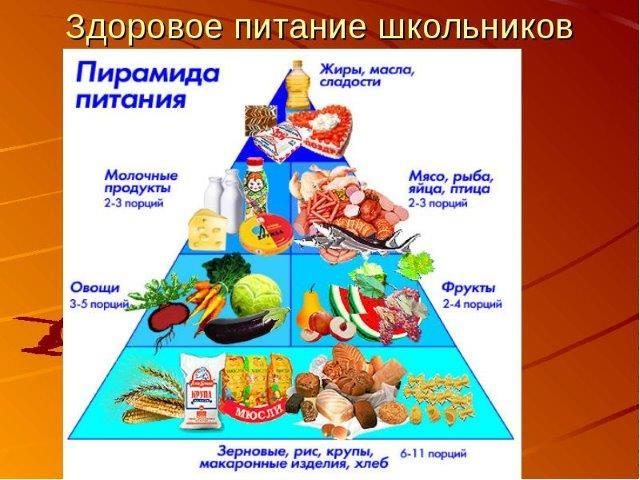 Здоровое питание школьников
Пирамида
питания
Жиры, масла,
сладости
Молочные
продукты
2-3 порций
Мясо, рыба,
яйца, птица
2-3 порций
Овощи
3-5 порций
Фрукты
2-4 порций
КРУПА
МЮСЛИ
Зерновые, рис, крупы,
макаронные изделия, хлеб
6-11 порций